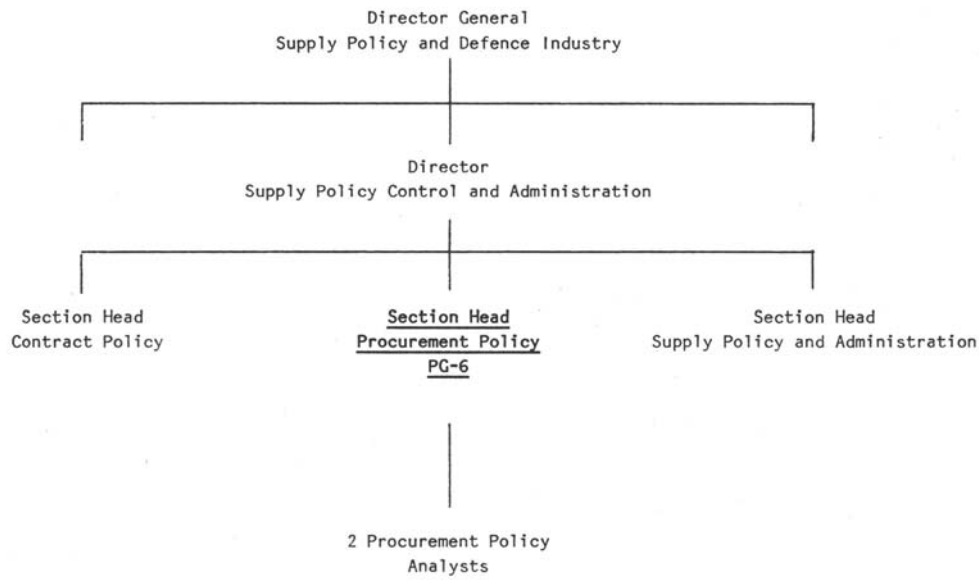 Director General
Supply Policy and Defence Industry
Director
Supply Policy Control and Administration
Section Head
Contract Policy
Section Head
Procurement Policy
PG-6
Section Head
Supply Policy and Administration
2 Procurement Policy
Analysts